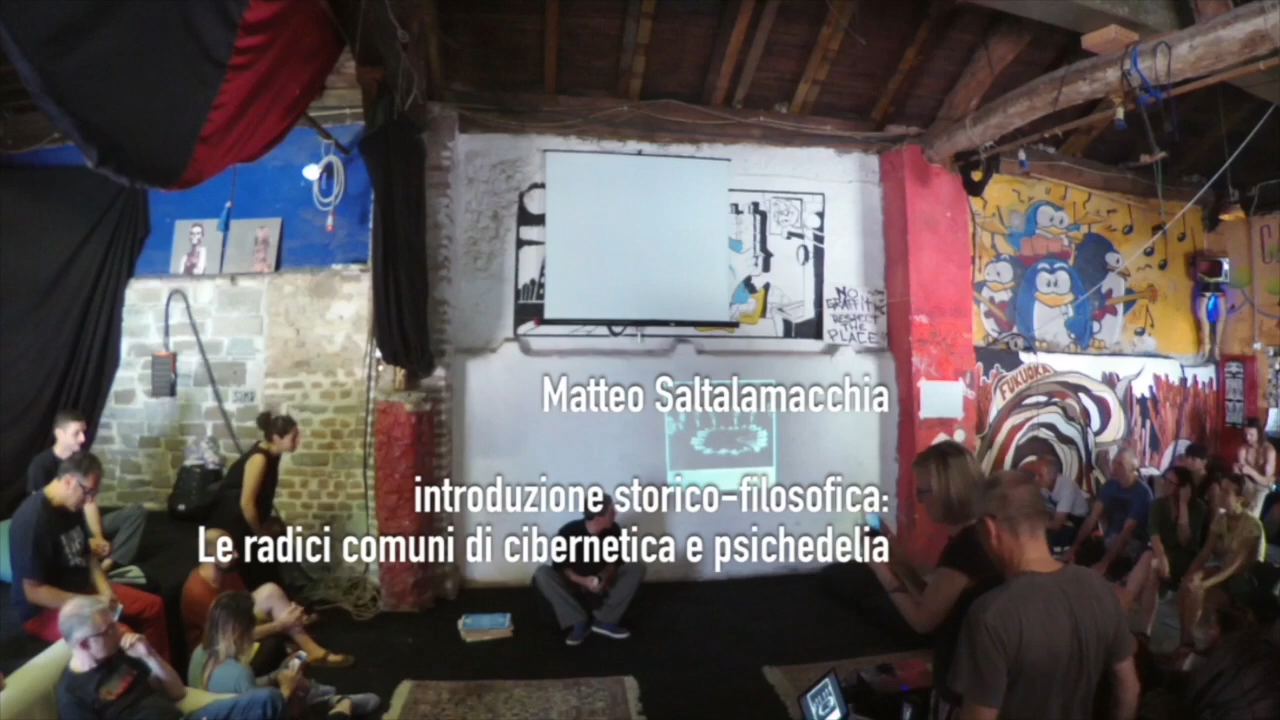 NO
GRAFFITI
RESPECT
THE
PLACE
FUKUOKA
Matteo Saltalamacchia
introduzione storico-filosofica:
Le radici comuni di cibernetica e psichedelia